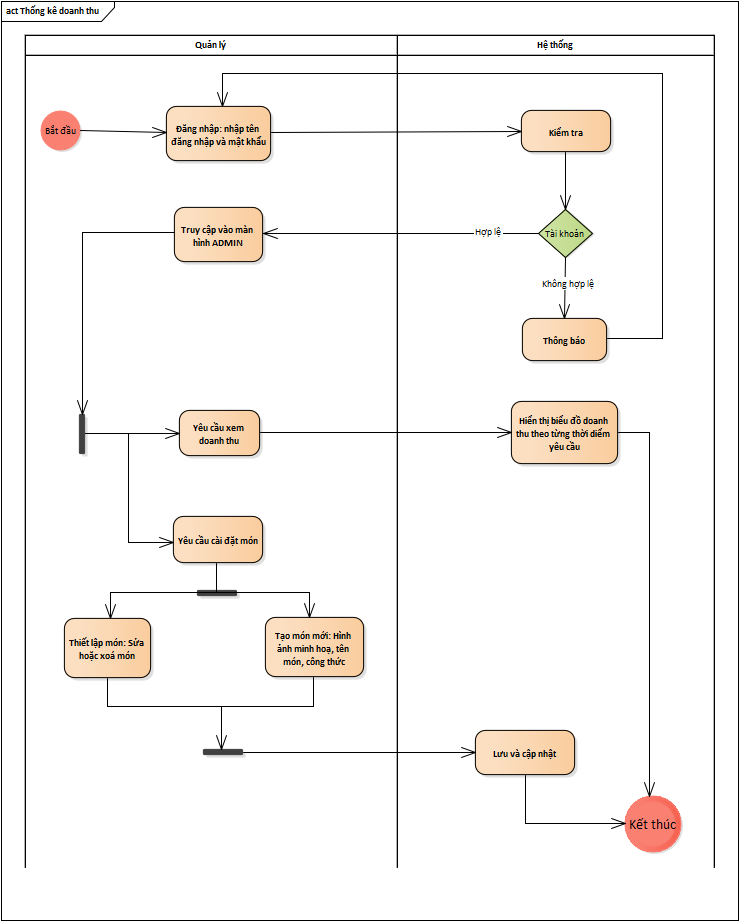 act Thống kê doanh thu
Quản lý
Hệ thống
Bắt đầu
Đăng nhập: nhập tên
đăng nhập và mật khẩu
Kiểm tra
Truy cập vào màn
hình ADMIN
Hợp lệ
Tài khoản
Không hợp lệ
Thông báo
Yêu cầu xem
doanh thu
Hiển thị biểu đồ doanh
thu theo từng thời điểm
yêu cầu
Yêu cầu cài đặt món
Thiết lập món: Sửa
hoặc xoá món
Tạo món mới: Hình
ảnh minh hoạ, tên
món, công thức
Lưu và cập nhật
Kết thúc